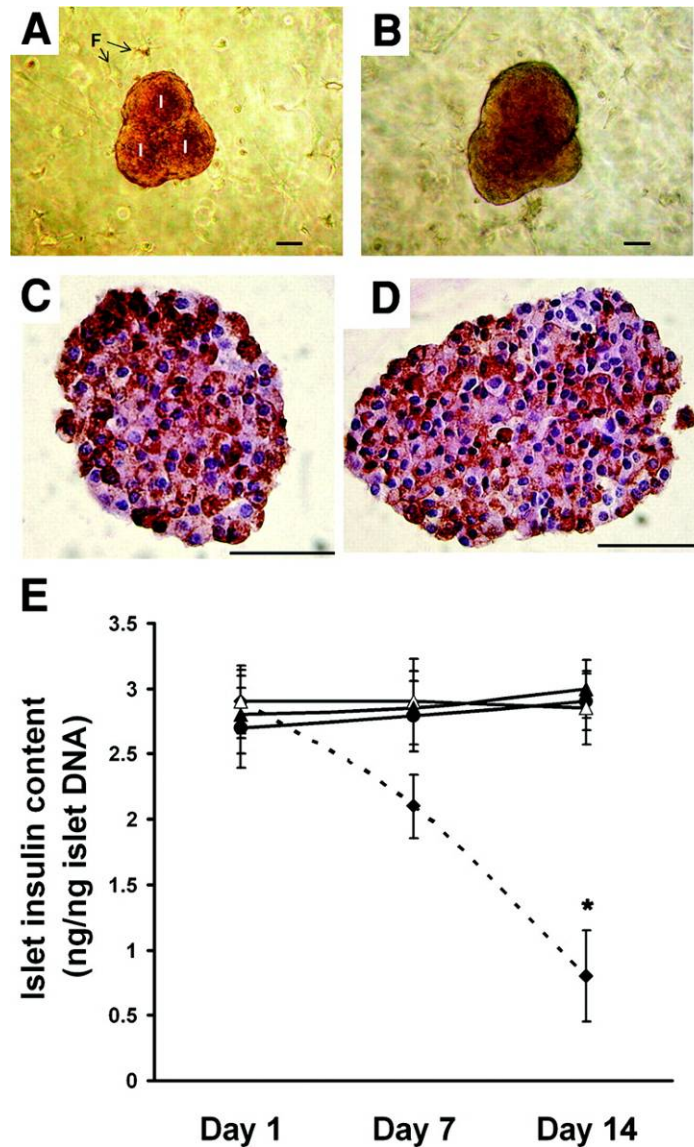 A
F
I
I
I
B
C
D
E
Islet insulin content
(ng/ng islet DNA)
3.5
3
2.5
2
1.5
1
0.5
0
*
Day 1 Day 7 Day 14